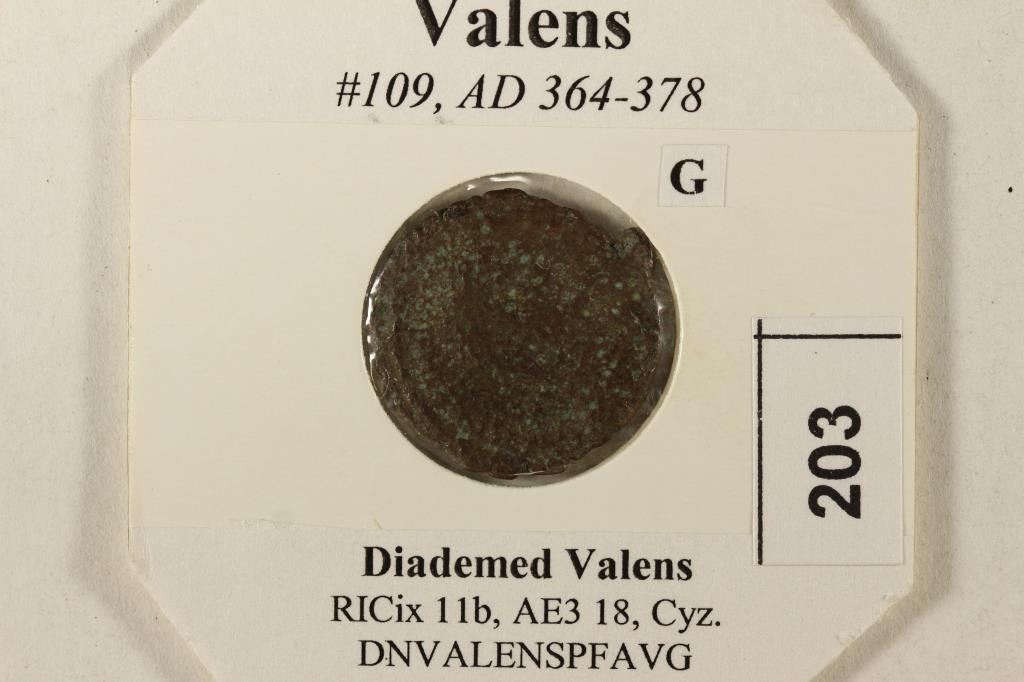 Valens
#109, AD 364-378
G
203
Diademed Valens
RICix 11b, AE3 18, Cyz.
DNVALENSPFAVG